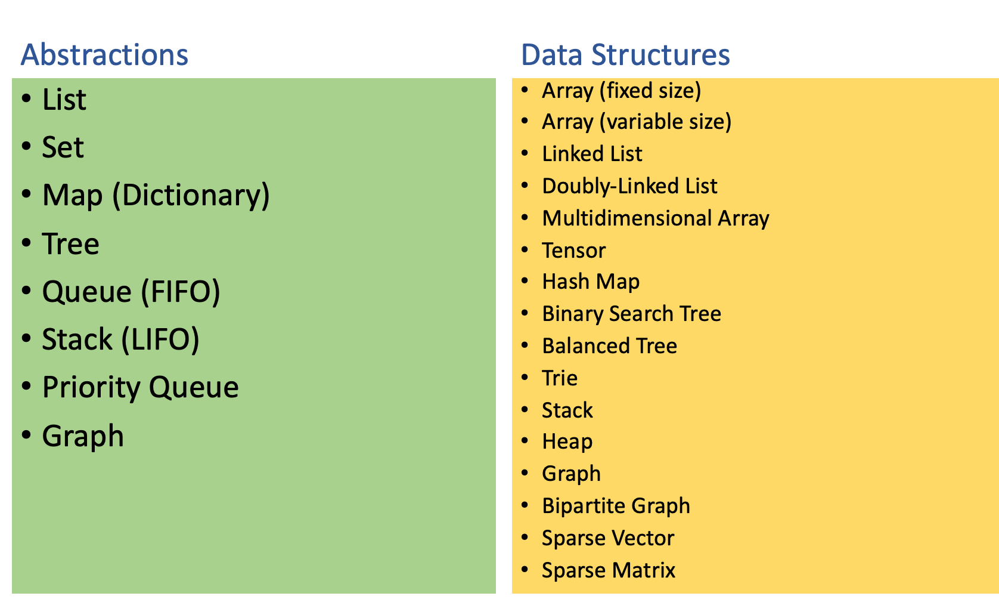 Abstractions
• List
• Set
• Map (Dictionary)
• Tree
• Queue (FIFO)
• Stack (LIFO)
• Priority Queue
• Graph
Data Structures
• Array (fixed size)
• Array (variable size)
• Linked List
• Doubly-Linked List
• Multidimensional Array
• Tensor
• Hash Map
• Binary Search Tree
• Balanced Tree
• Trie
• Stack
• Heap
• Graph
• Bipartite Graph
• Sparse Vector
• Sparse Matrix